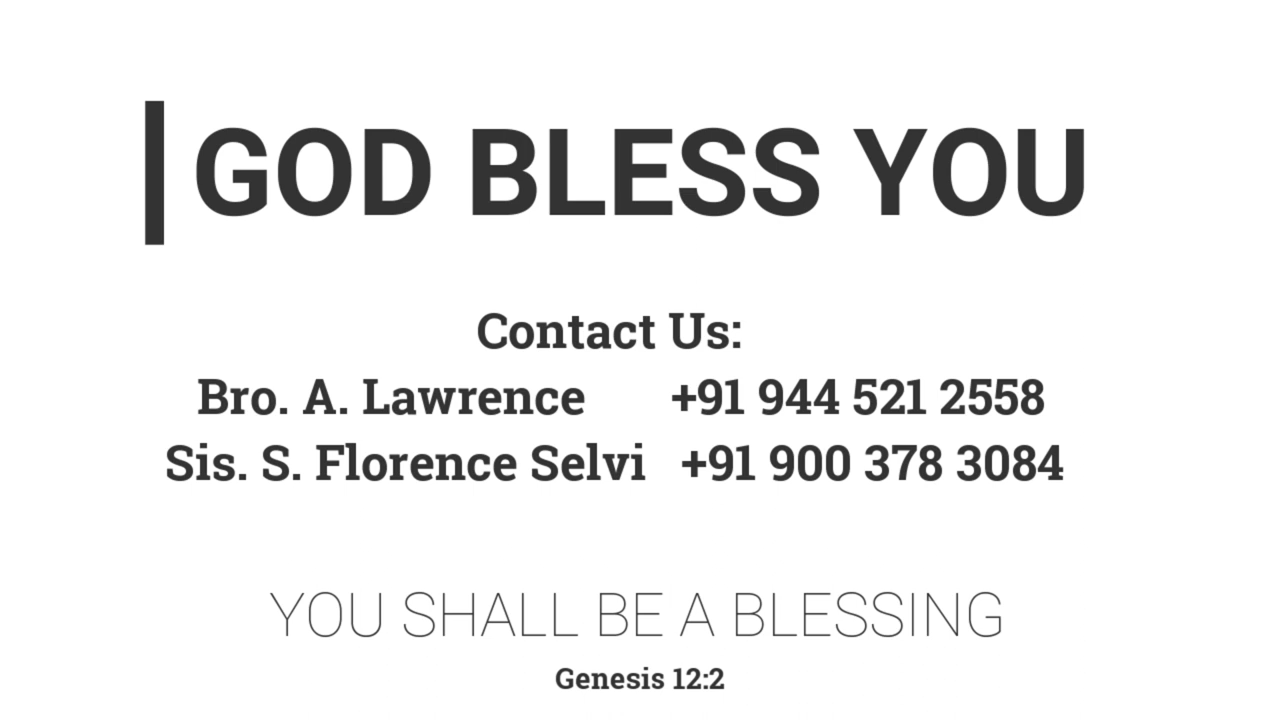 GOD BLESS YOU
Contact Us:
Bro. A. Lawrence +91 944 521 2558
Sis. S. Florence Selvi +91 900 378 3084
YOU SHALL BE A BLESSING
Genesis 12:2